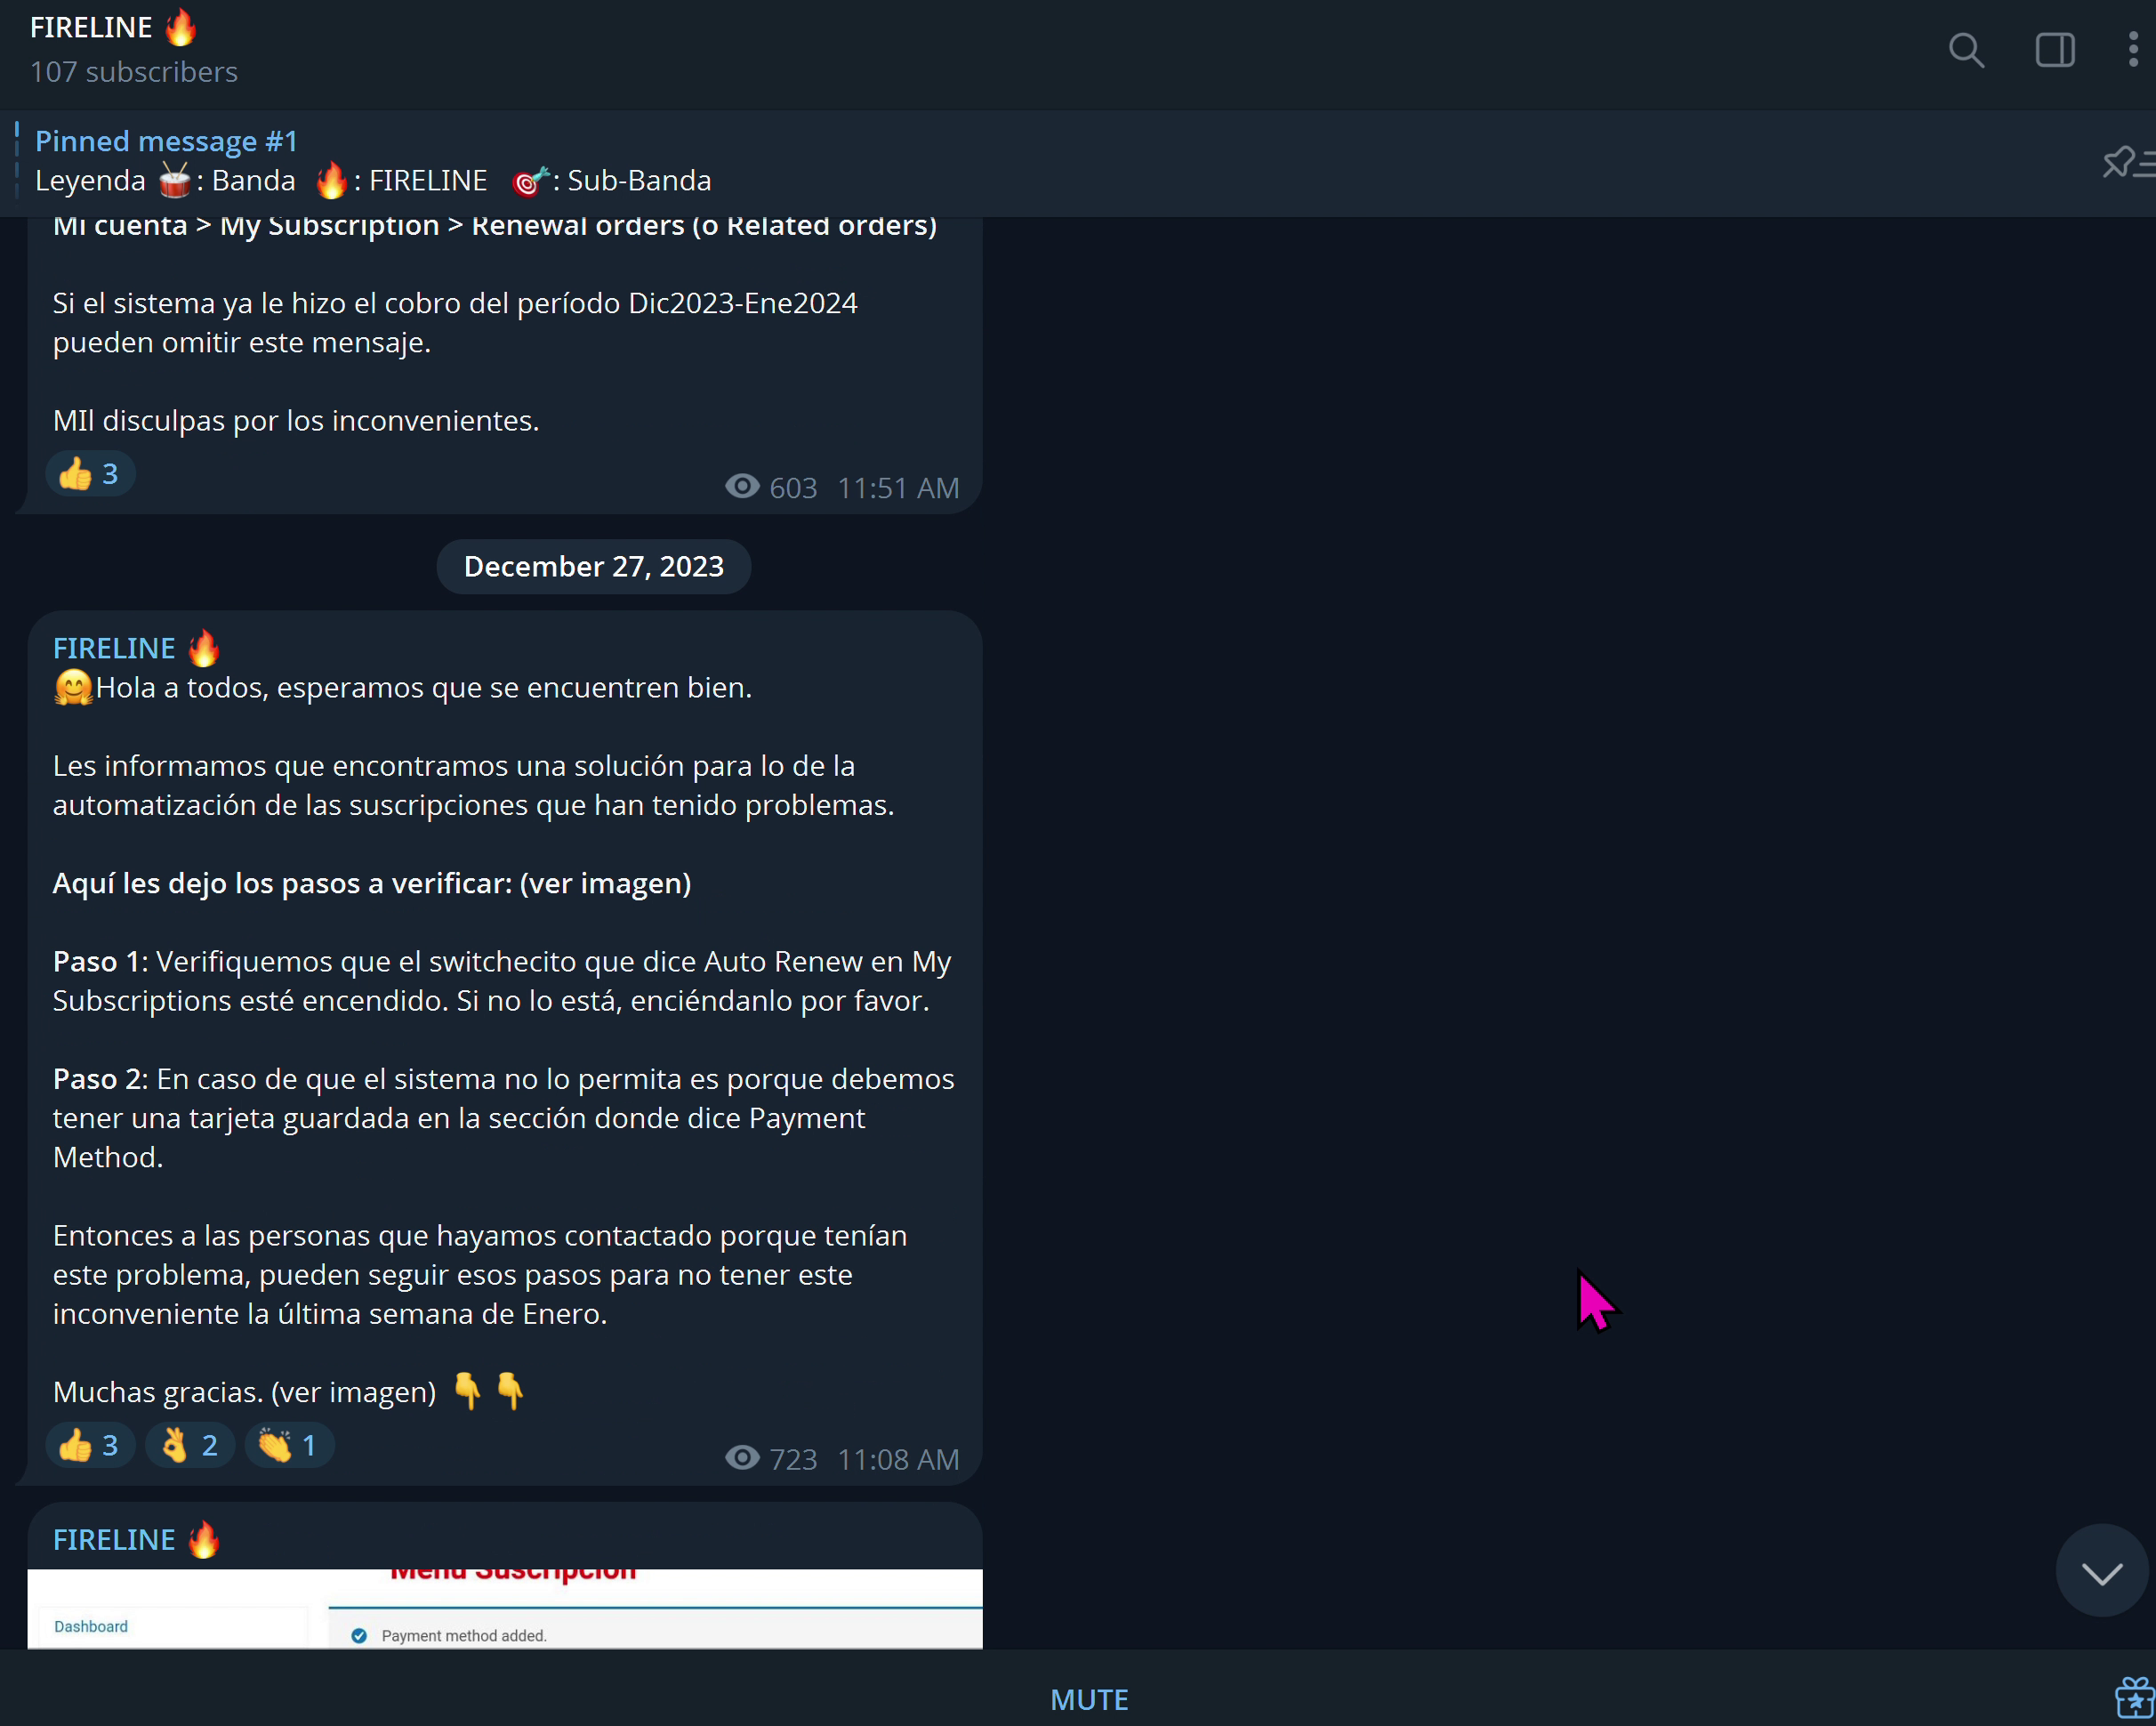 FIRELINE 🔥
107 subscribers
Pinned message #1
Leyenda 🥁: Banda 🔥: FIRELINE 🎯: Sub-Banda
Mi cuenta > My Subscription > Renewal orders (o Related orders)
Si el sistema ya le hizo el cobro del período Dic2023-Ene2024
pueden omitir este mensaje.
MIl disculpas por los inconvenientes.
👍 3
603 11:51 AM
December 27, 2023
FIRELINE 🔥
🤗Hola a todos, esperamos que se encuentren bien.
Les informamos que encontramos una solución para lo de la
automatización de las suscripciones que han tenido problemas.
Aquí les dejo los pasos a verificar: (ver imagen)
Paso 1: Verifiquemos que el switchecito que dice Auto Renew en My
Subscriptions esté encendido. Si no lo está, enciéndanlo por favor.
Paso 2: En caso de que el sistema no lo permita es porque debemos
tener una tarjeta guardada en la sección donde dice Payment
Method.
Entonces a las personas que hayamos contactado porque tenían
este problema, pueden seguir esos pasos para no tener este
inconveniente la última semana de Enero.
Muchas gracias. (ver imagen) 👇👇
👍 3 👌 2 👏 1
723 11:08 AM
FIRELINE 🔥
Menú Suscripción
Dashboard
Payment method added.
MUTE